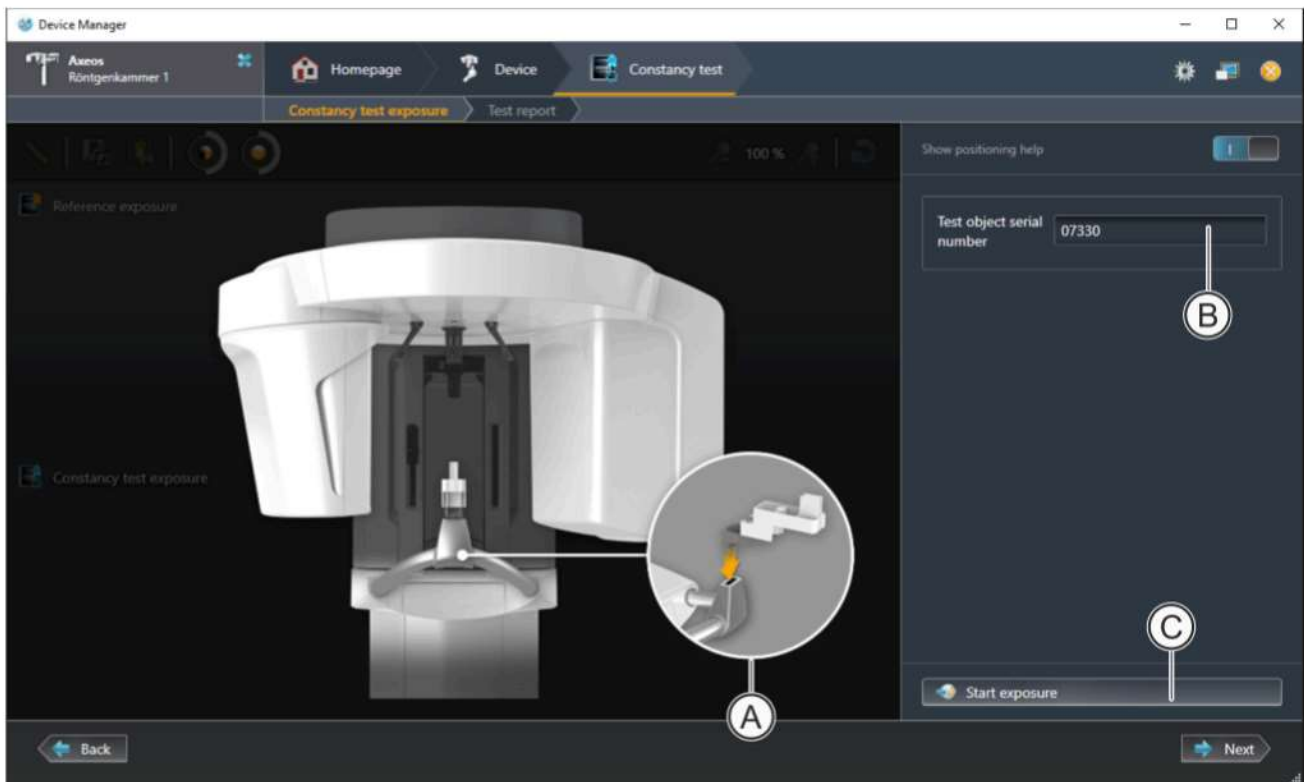 Device Manager
Axeos
Röntgenkammer 1
Homepage
Device
Constancy test
Constancy test exposure
Test report
100 %
Show positioning help
I
Reference exposure
Test object serial
number
07330
B
Constancy test exposure
C
Start exposure
A
Back
Next